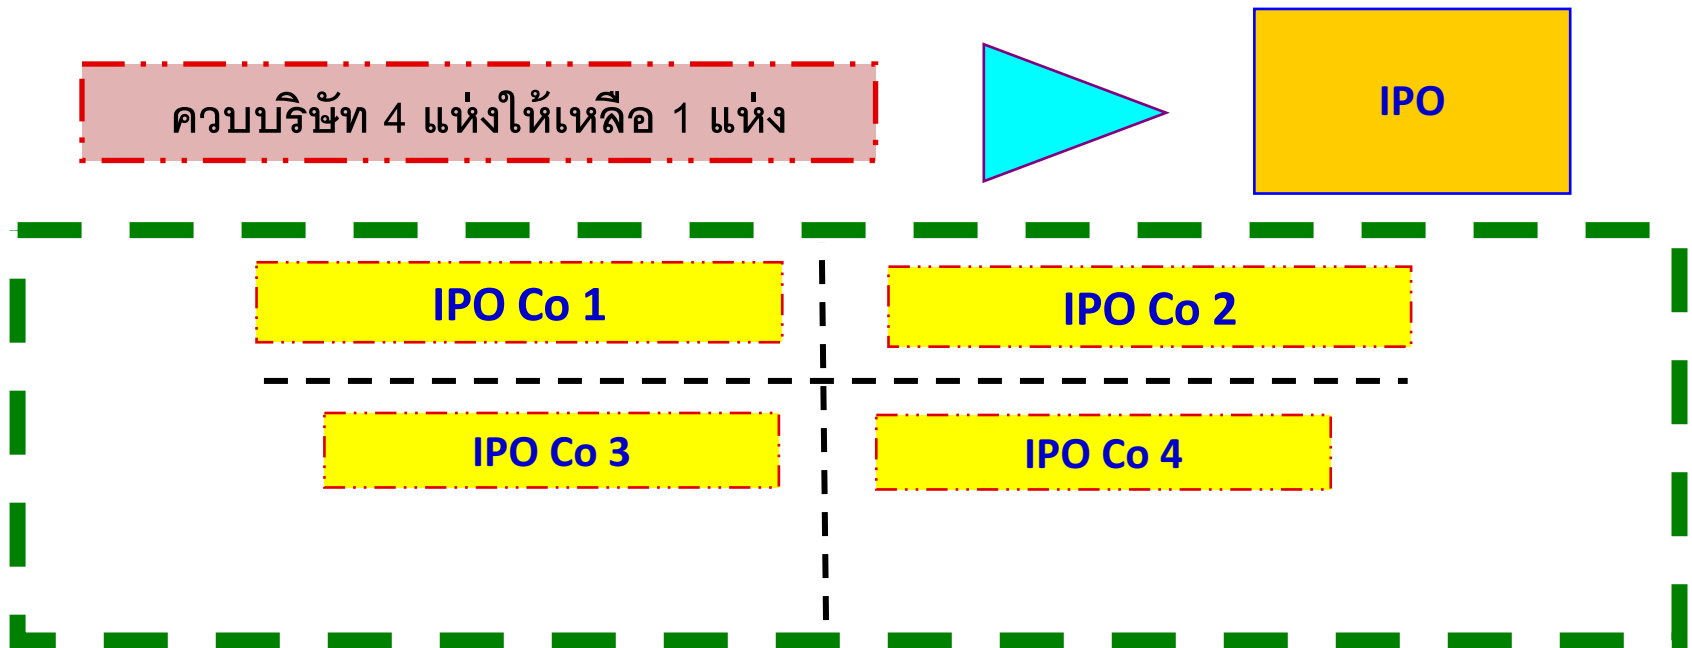 ควบบริษัท 4 แห่งให้เหลือ 1 แห่ง
IPO
IPO Co 1
IPO Co 2
IPO Co 3
IPO Co 4